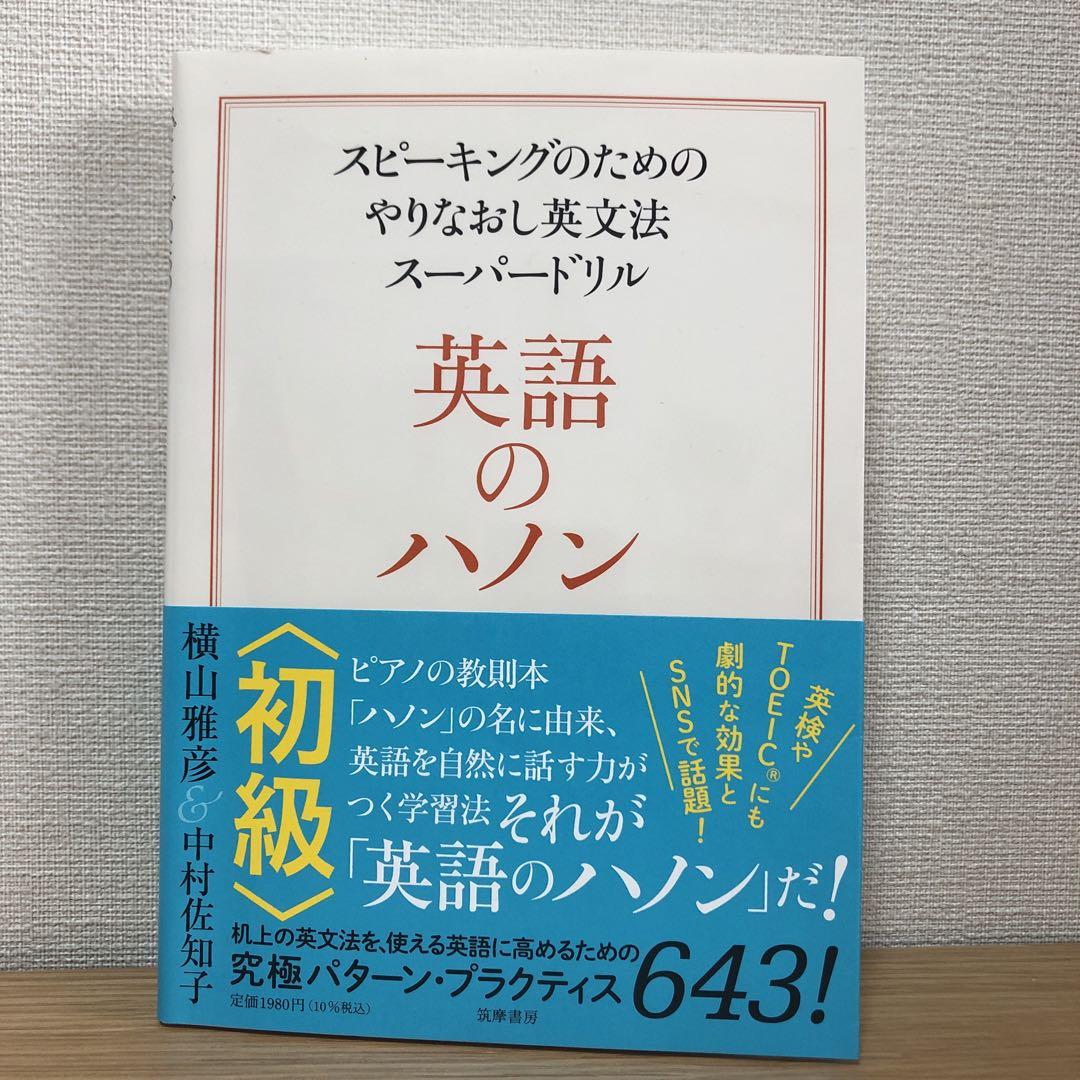 スピーキングのための
やりなおし英文法
スーパードリル
英語
の
ハノン
横山雅彦&中村佐知子
〈初級〉
ピアノの教則本
「ハノン」の名に由来、
英語を自然に話す力が
つく学習法それが
「英語のハノン」だ!
英検や
TOEIC®にも
劇的な効果と
SNSで話題!
机上の英文法を、使える英語に高めるための
究極パターン・プラクティス643!
定価1980円(10%税込)
筑摩書房